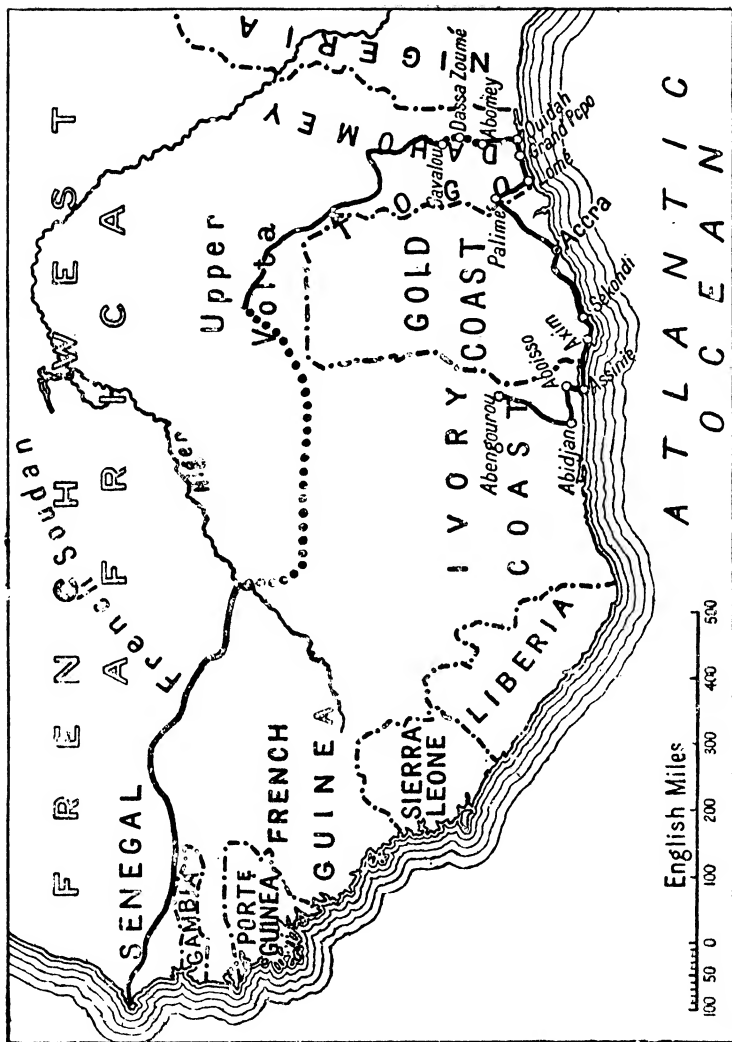 FRENCH WEST
AFRICA
French Soudan
SENEGAL
GAMBIA
PORTE
GUINEA
FRENCH
GUINEA
SIERRA
LEONE
LIBERIA
Niger
Upper
Volta
IVORY
COAST
GOLD
COAST
TOGO
DAHOMEY
NIGERIA
Abengourou
Abidjan
Aboisso
Assinie
Axim
Sekondi
Accra
Palimé
Lomé
Grand Popo
Ouidah
Abomey
Dassa Zoumé
Savalou
ATLANTIC
OCEAN
English Miles
100 50 0 100 200 300 400 500